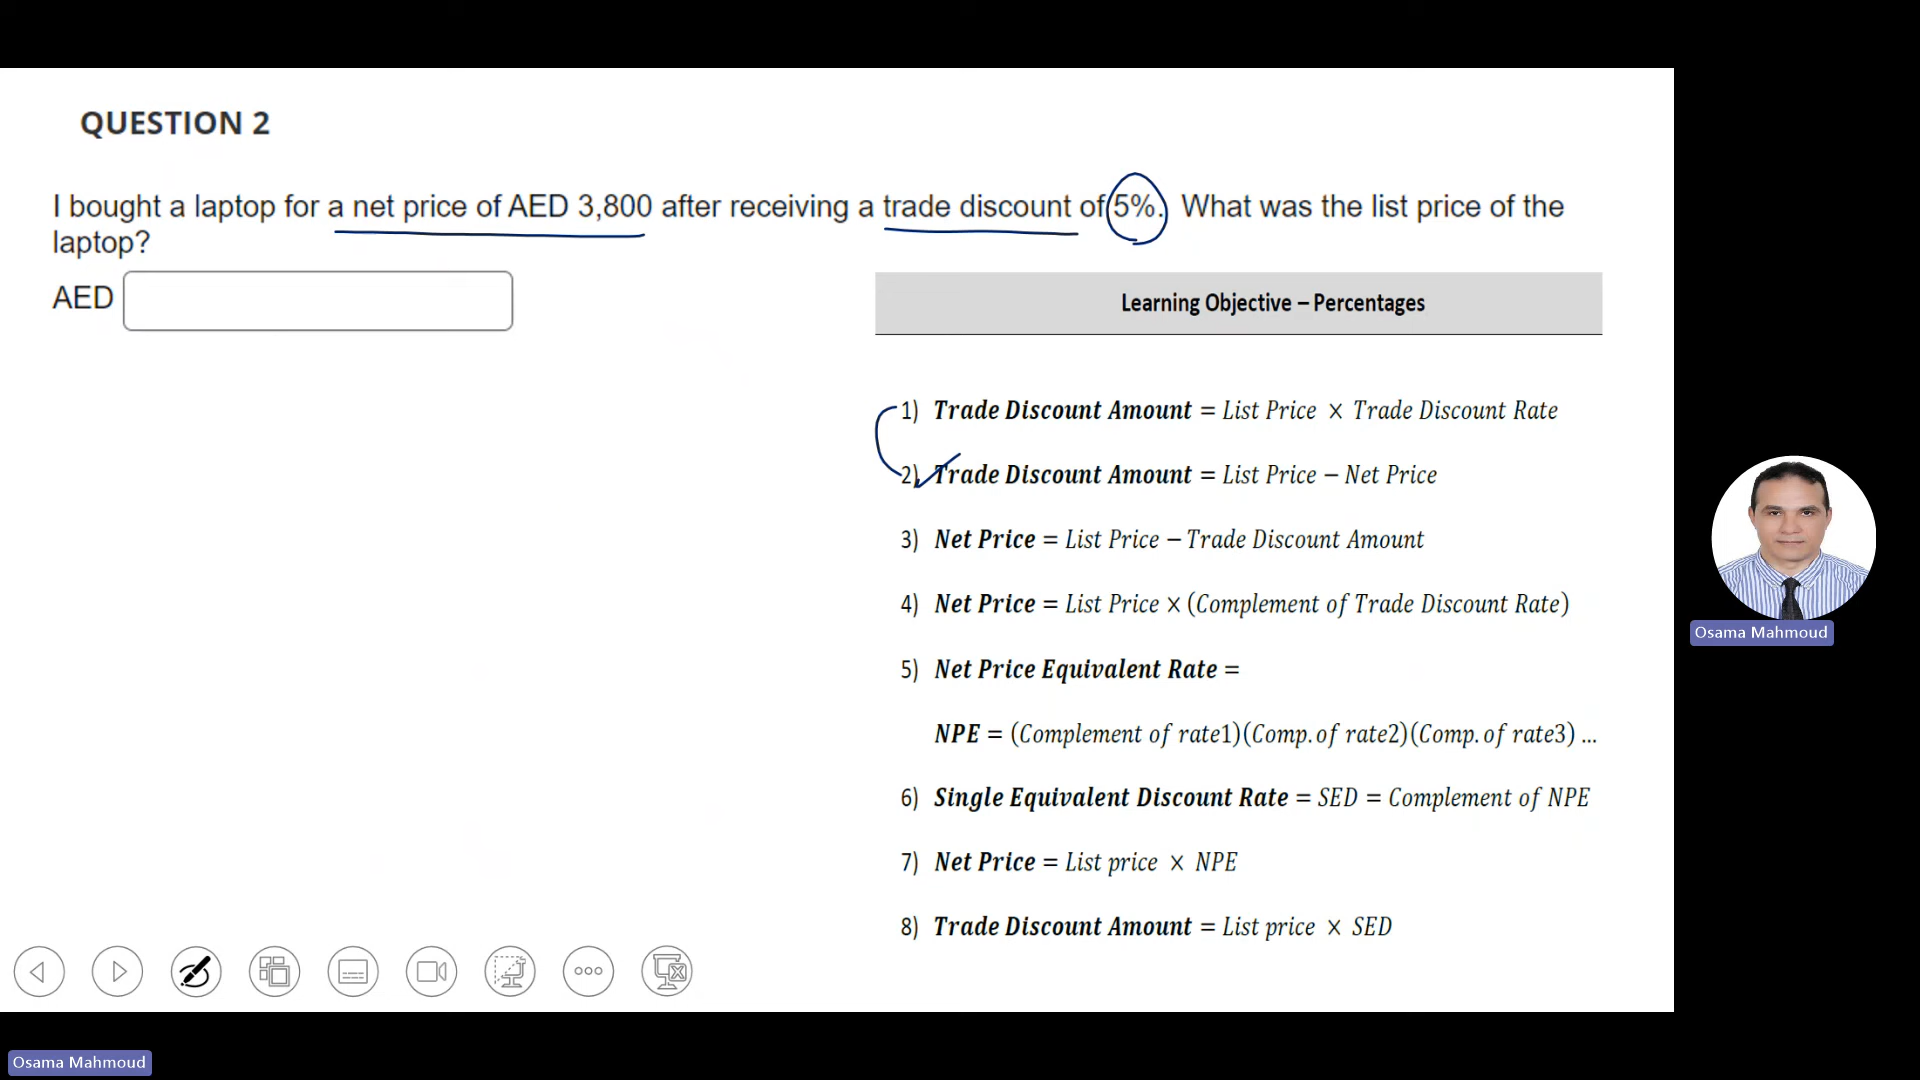 QUESTION 2
I bought a laptop for a net price of AED 3,800 after receiving a trade discount of 5%. What was the list price of the
laptop?
AED
Learning Objective – Percentages
1) Trade Discount Amount = List Price × Trade Discount Rate
2) Trade Discount Amount = List Price − Net Price
3) Net Price = List Price − Trade Discount Amount
4) Net Price = List Price × (Complement of Trade Discount Rate)
5) Net Price Equivalent Rate =
NPE = (Complement of rate1)(Comp. of rate2)(Comp. of rate3) ...
6) Single Equivalent Discount Rate = SED = Complement of NPE
7) Net Price = List price × NPE
8) Trade Discount Amount = List price × SED
Osama Mahmoud
Osama Mahmoud